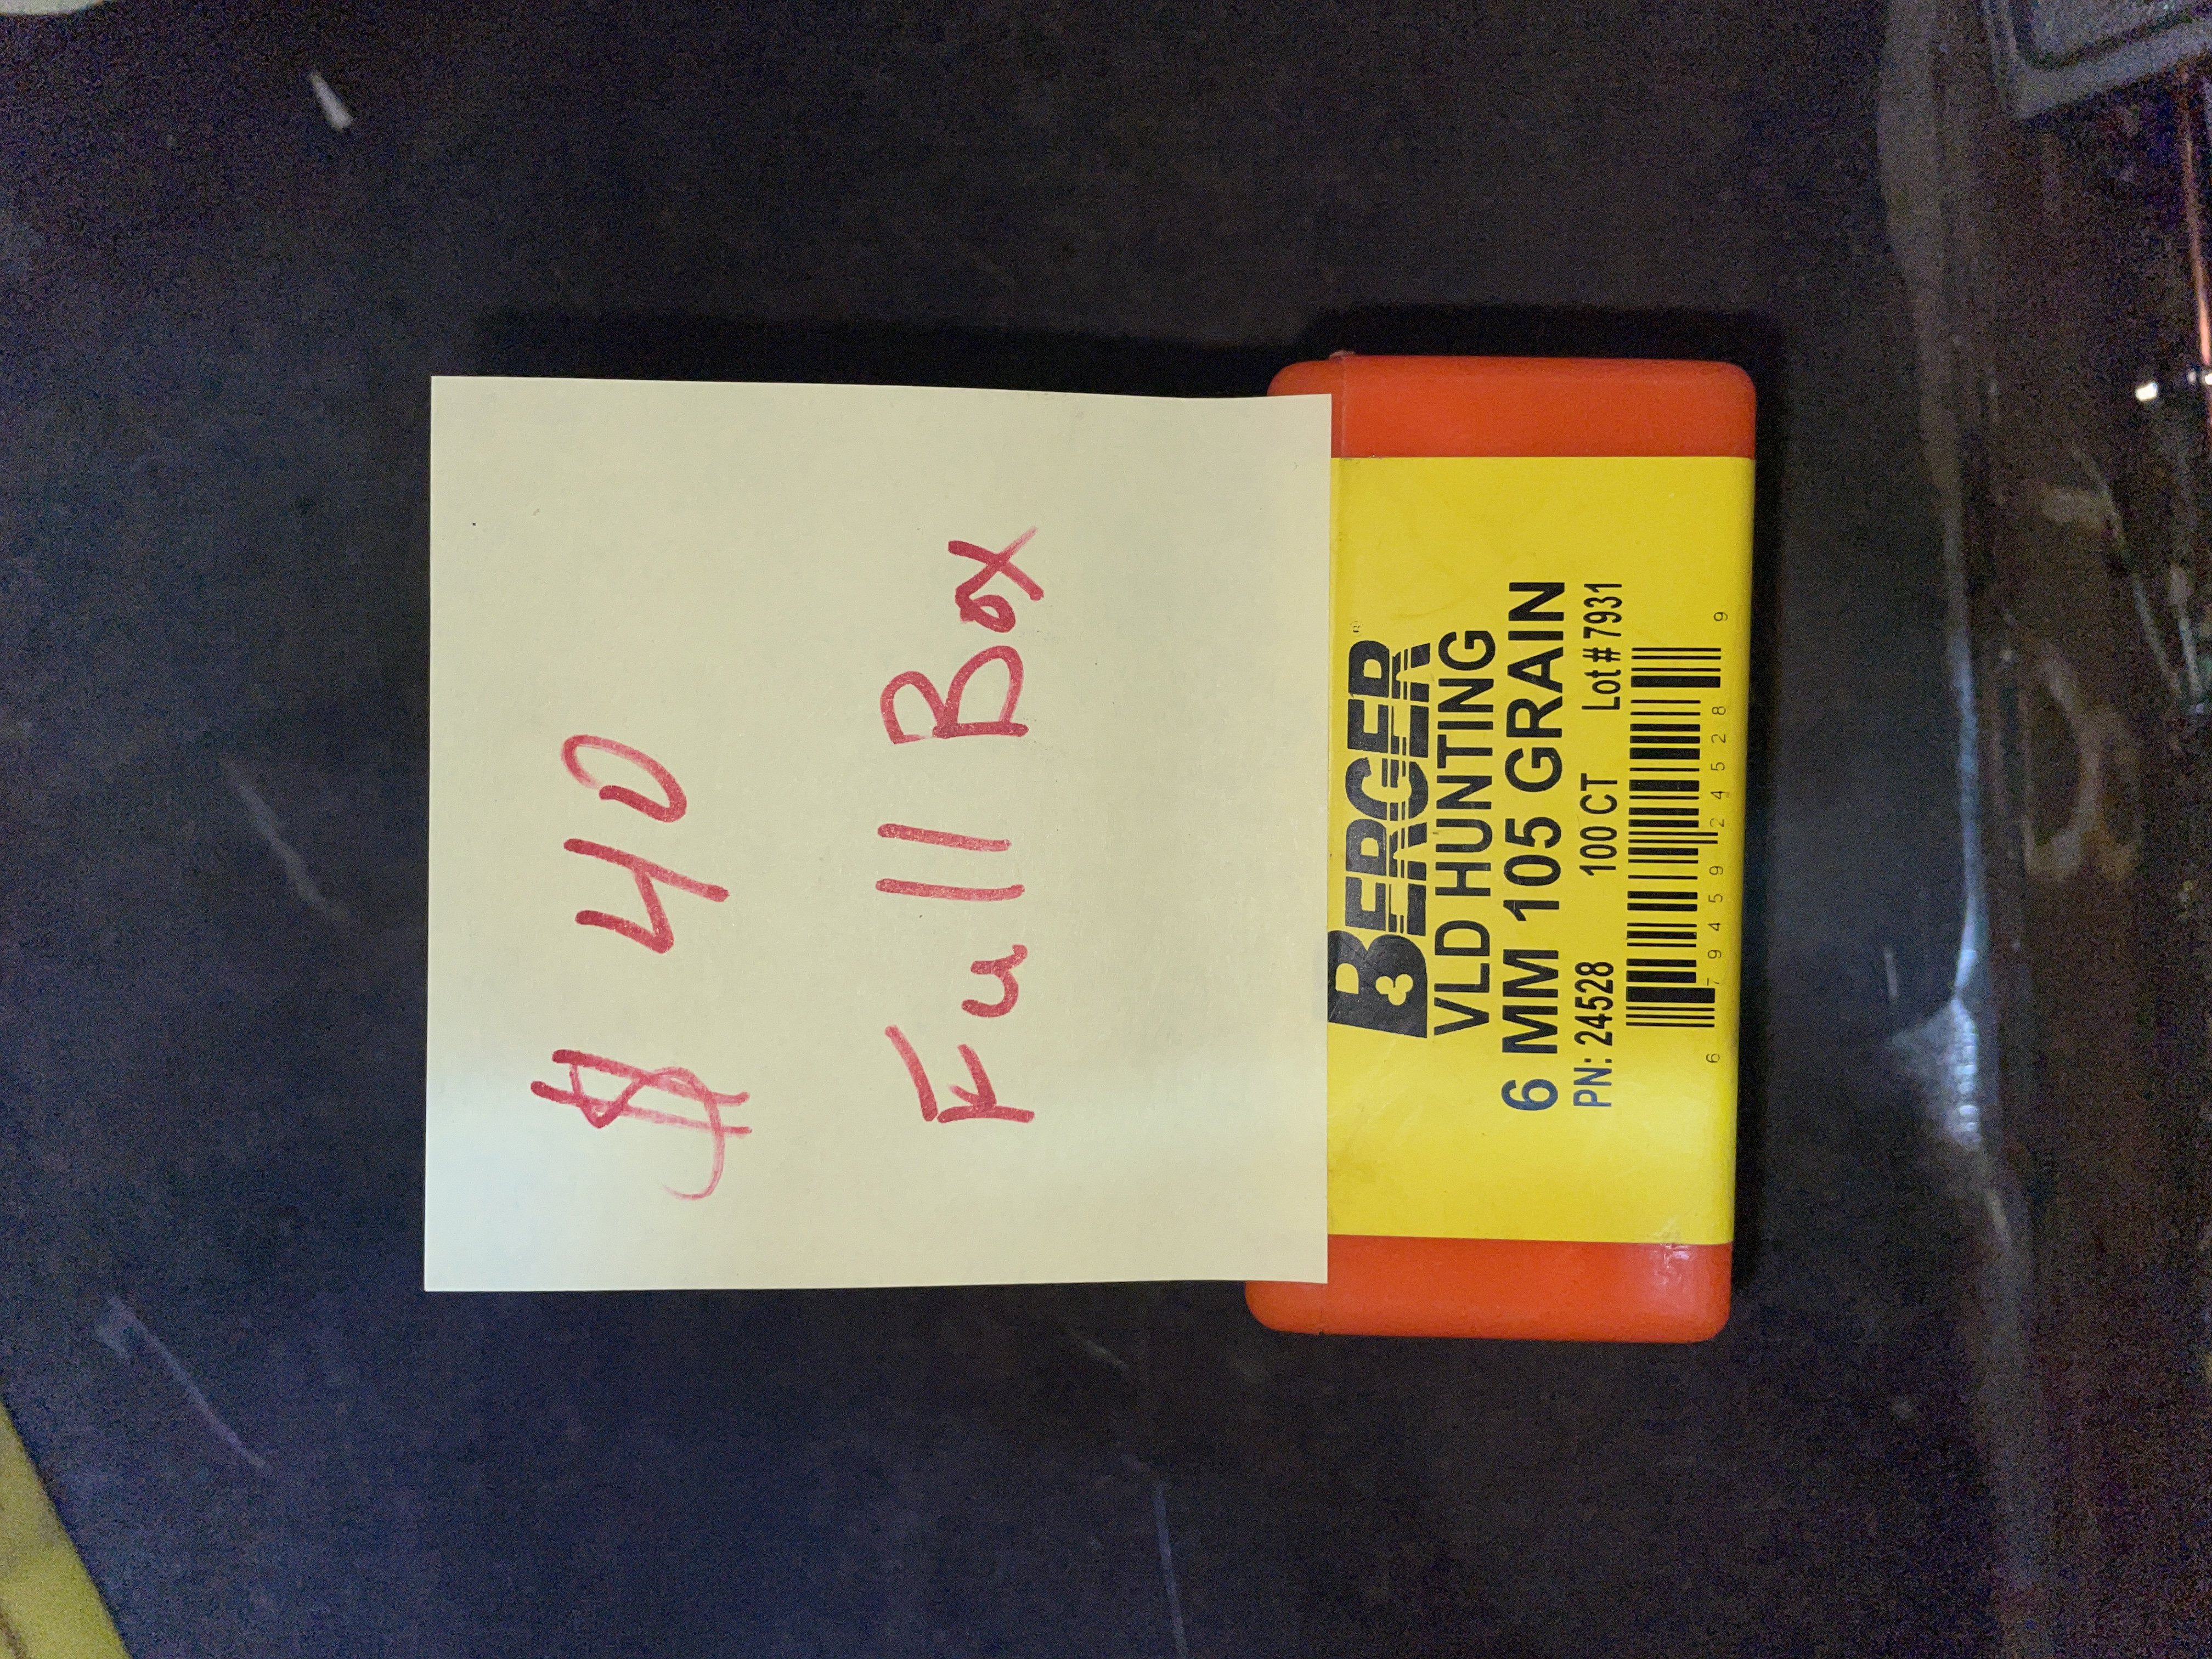 $ 40
Full Box
BERGER
VLD HUNTING
6 MM 105 GRAIN
PN: 24528 100 CT Lot# 7931
6 79459 24528 9